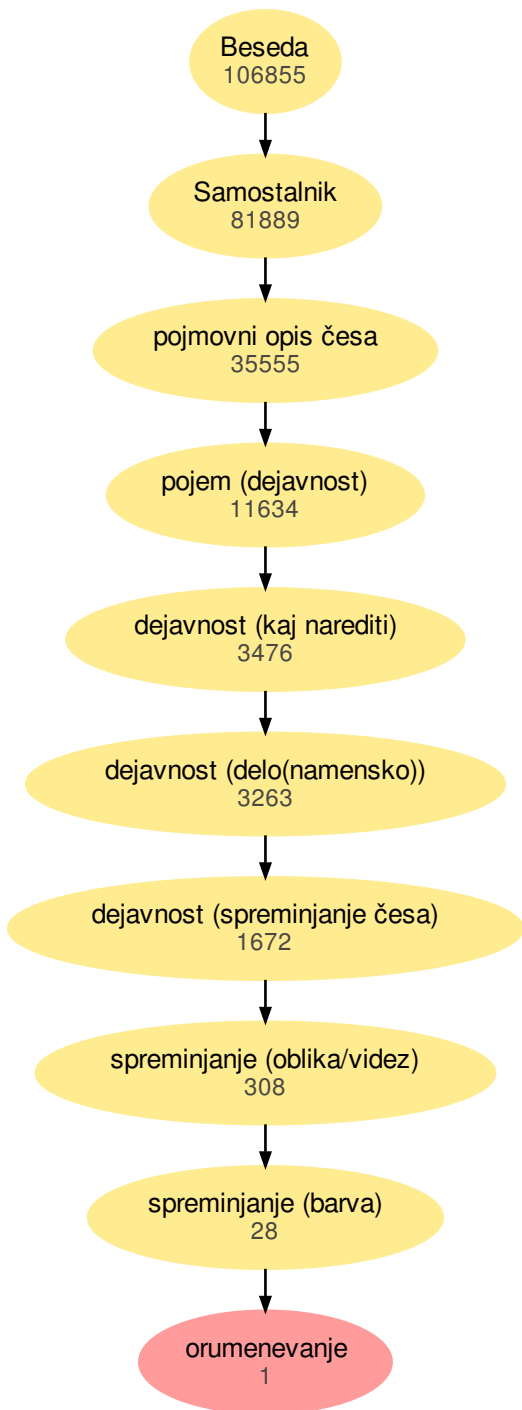 Beseda
106855
Samostalnik
81889
pojmovni opis česa
35555
pojem (dejavnost)
11634
dejavnost (kaj narediti)
3476
dejavnost (delo(namensko))
3263
dejavnost (spreminjanje česa)
1672
spreminjanje (oblika/videz)
308
spreminjanje (barva)
28
orumenevanje
1